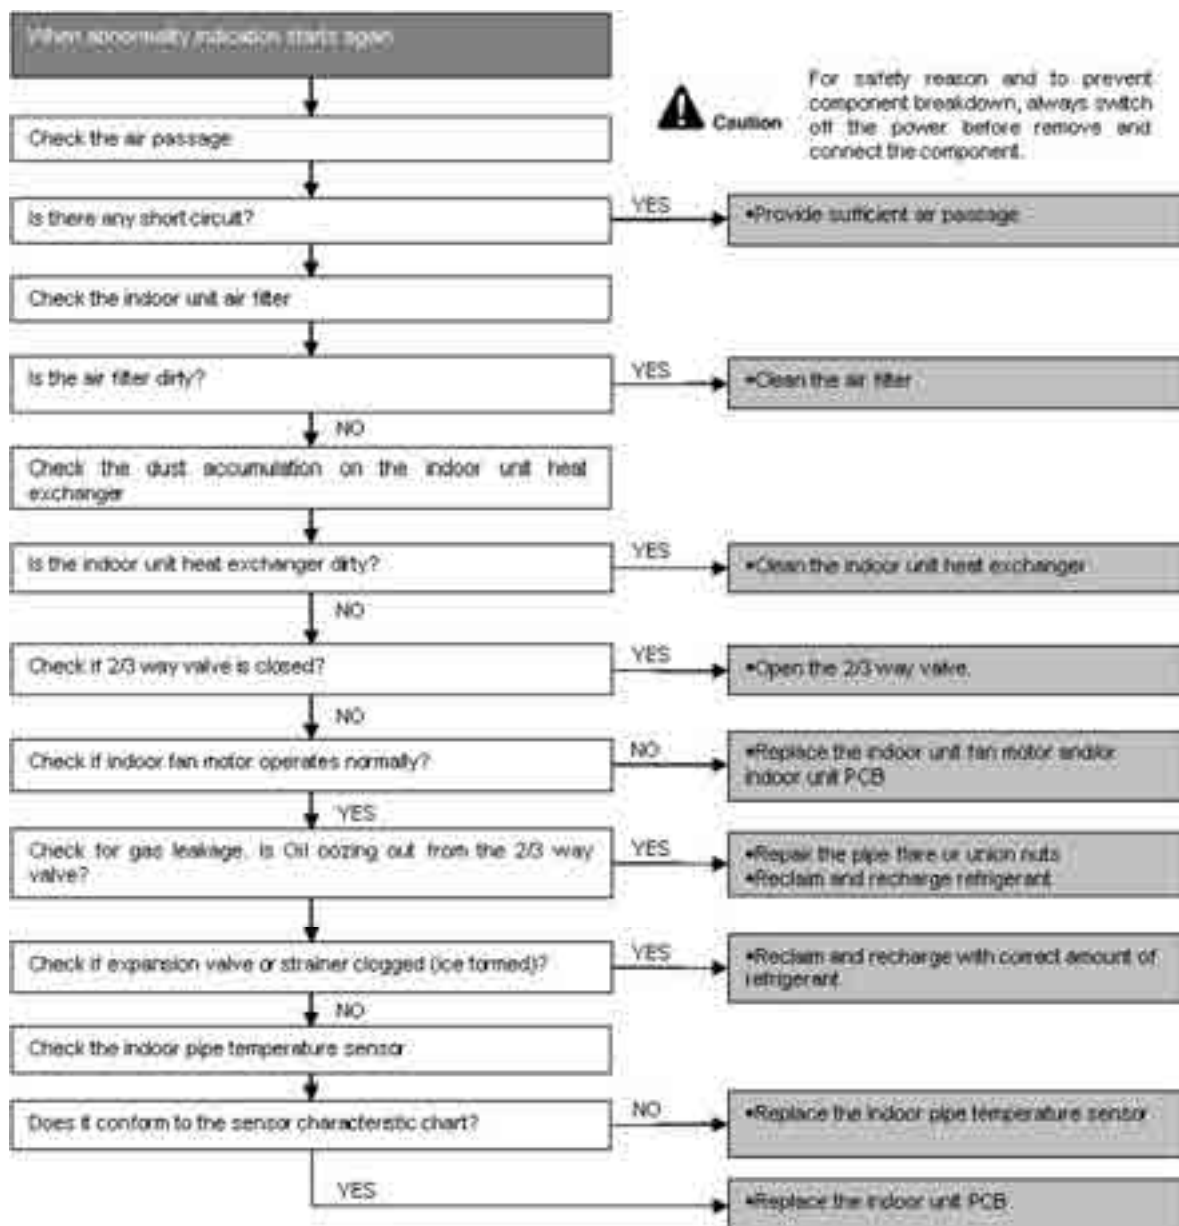 When abnormality indication starts again
For safety reason and to prevent
component breakdown, always switch
off the power before remove and
connect the component.
Caution
Check the air passage
Is there any short circuit?
YES
•Provide sufficient air passage
Check the indoor unit air filter
Is the air filter dirty?
YES
•Clean the air filter
NO
Check the dust accumulation on the indoor unit heat
exchanger
Is the indoor unit heat exchanger dirty?
YES
•Clean the indoor unit heat exchanger
NO
Check if 2/3 way valve is closed?
YES
•Open the 2/3 way valve.
NO
Check if indoor fan motor operates normally?
NO
•Replace the indoor unit fan motor and/or
indoor unit PCB
YES
Check for gas leakage. Is Oil oozing out from the 2/3 way
valve?
YES
•Repair the pipe flare or union nuts
•Reclaim and recharge refrigerant
Check if expansion valve or strainer clogged (ice formed)?
YES
•Reclaim and recharge with correct amount of
refrigerant
NO
Check the indoor pipe temperature sensor
Does it conform to the sensor characteristic chart?
NO
•Replace the indoor pipe temperature sensor
YES
•Replace the indoor unit PCB